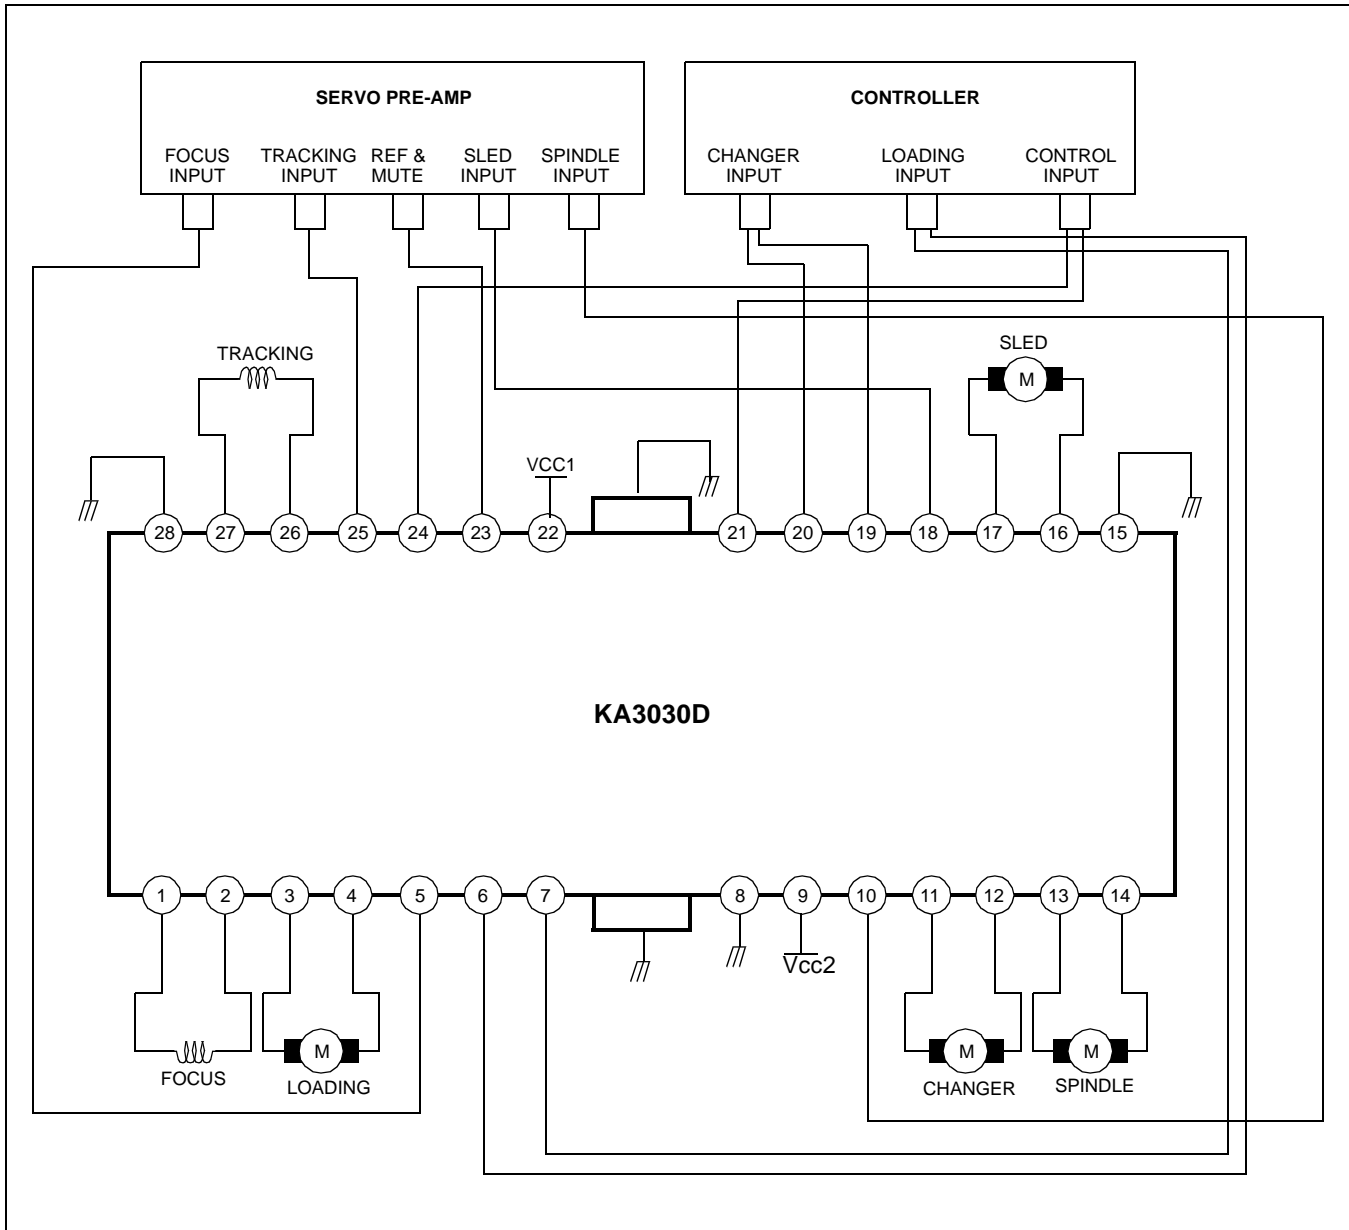 SERVO PRE-AMP
CONTROLLER
FOCUS INPUT
TRACKING INPUT
REF & MUTE
SLED INPUT
SPINDLE INPUT
CHANGER INPUT
LOADING INPUT
CONTROL INPUT
TRACKING
SLED
M
VCC1
28 27 26 25 24 23 22 21 20 19 18 17 16 15
KA3030D
1 2 3 4 5 6 7 8 9 10 11 12 13 14
Vcc2
M
M
M
FOCUS
LOADING
CHANGER
SPINDLE